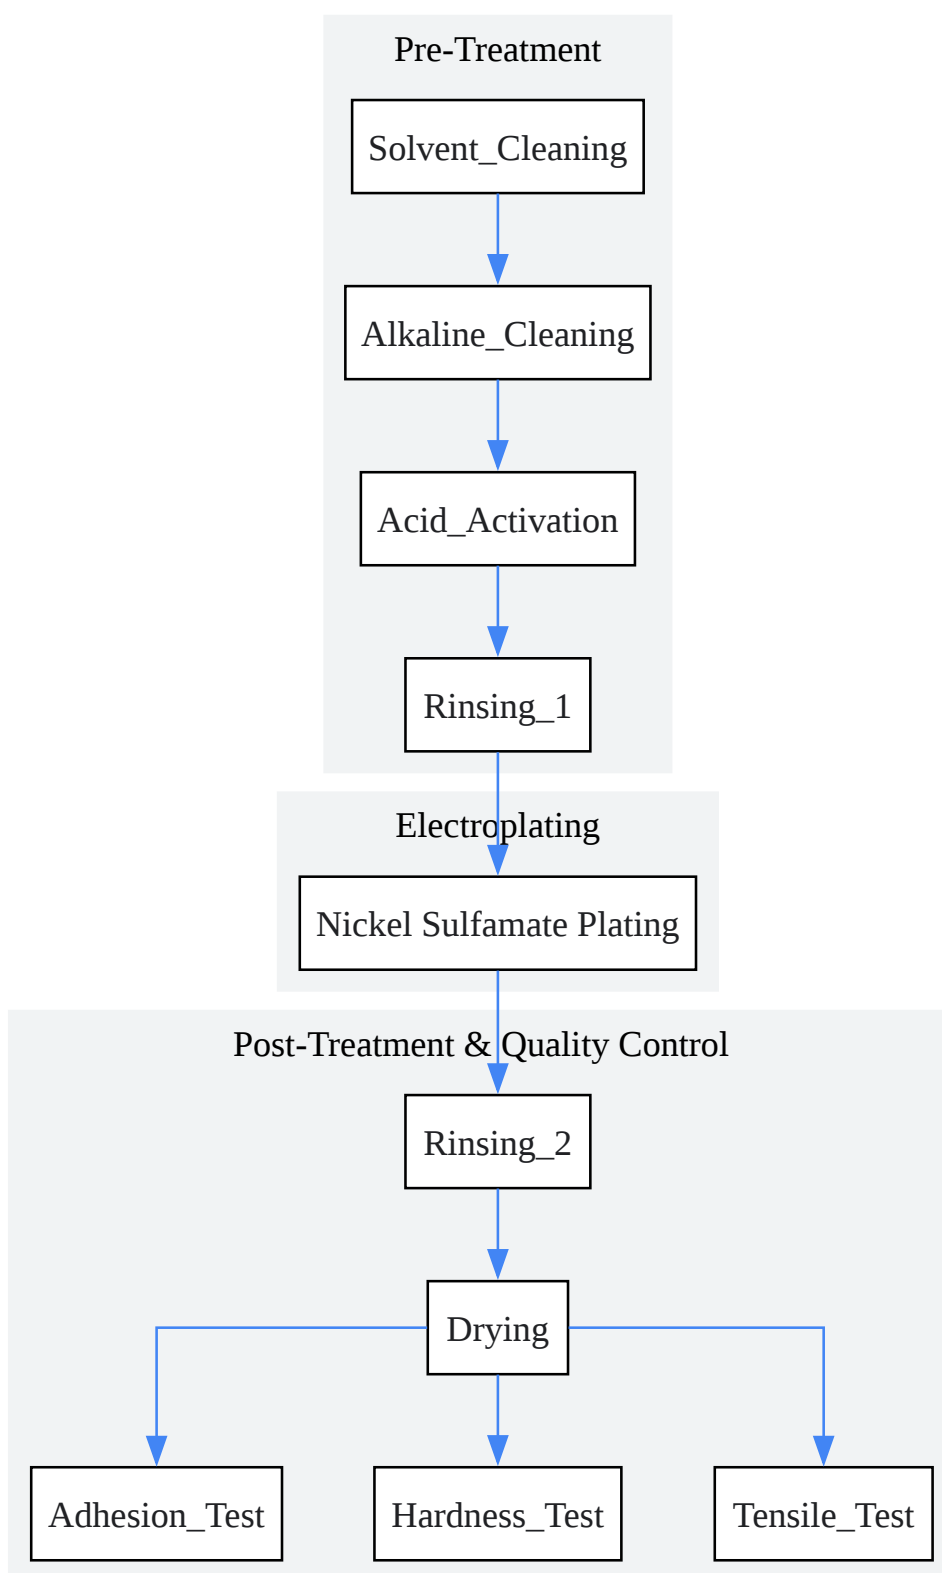 Pre-Treatment
Solvent_Cleaning
Alkaline_Cleaning
Acid_Activation
Rinsing_1
Electroplating
Nickel Sulfamate Plating
Post-Treatment & Quality Control
Rinsing_2
Drying
Adhesion_Test
Hardness_Test
Tensile_Test